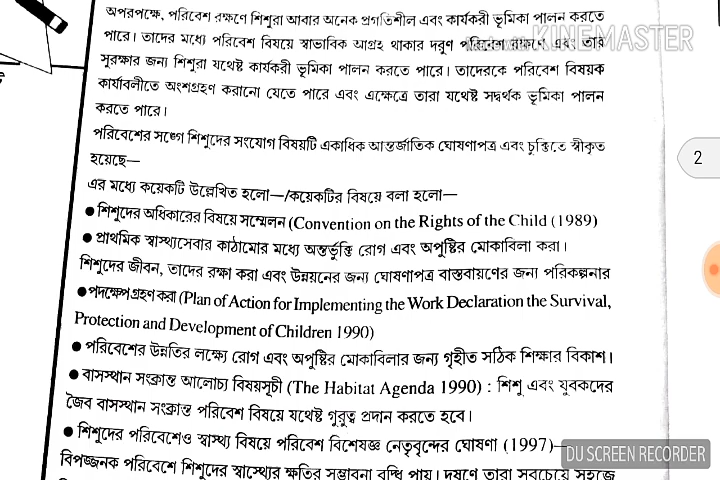 অপরপক্ষে, পরিবেশ রক্ষণে শিশুরা আবার অনেক প্রগতিশীল এবং কার্যকরী ভূমিকা পালন করতে
পারে। তাদের মধ্যে পরিবেশ বিষয়ে স্বাভাবিক আগ্রহ থাকার দরুণ পরিবেশ রক্ষণে এবং তার
KINEMASTER
সুরক্ষার জন্য শিশুরা যথেষ্ট কার্যকরী ভূমিকা পালন করতে পারে। তাদেরকে পরিবেশ বিষয়ক
কার্যাবলীতে অংশগ্রহণ করানো যেতে পারে এবং এক্ষেত্রে তারা যথেষ্ট সদর্থক ভূমিকা পালন
করতে পারে।
পরিবেশের সঙ্গে শিশুদের সংযোগ বিষয়টি একাধিক আন্তর্জাতিক ঘোষণাপত্র এবং চুক্তিতে স্বীকৃত
হয়েছে—
2
এর মধ্যে কয়েকটি উল্লেখিত হলো—/কয়েকটির বিষয়ে বলা হলো—
● শিশুদের অধিকারের বিষয়ে সম্মেলন (Convention on the Rights of the Child (1989)
● প্রাথমিক স্বাস্থ্যসেবার কাঠামোর মধ্যে অন্তর্ভুক্তি রোগ এবং অপুষ্টির মোকাবিলা করা।
শিশুদের জীবন, তাদের রক্ষা করা এবং উন্নয়নের জন্য ঘোষণাপত্র বাস্তবায়ণের জন্য পরিকল্পনার
● পদক্ষেপ গ্রহণ করা (Plan of Action for Implementing the Work Declaration the Survival,
Protection and Development of Children 1990)
● পরিবেশের উন্নতির লক্ষ্যে রোগ এবং অপুষ্টির মোকাবিলার জন্য গৃহীত সঠিক শিক্ষার বিকাশ।
● বাসস্থান সংক্রান্ত আলোচ্য বিষয়সূচী (The Habitat Agenda 1990) : শিশু এবং যুবকদের
জৈব বাসস্থান সংক্রান্ত পরিবেশ বিষয়ে যথেষ্ট গুরুত্ব প্রদান করতে হবে।
● শিশুদের পরিবেশেও স্বাস্থ্য বিষয়ে পরিবেশ বিশেষজ্ঞ নেতৃবৃন্দের ঘোষণা (1997)—
DU SCREEN RECORDER
বিপজ্জনক পরিবেশে শিশুদের স্বাস্থ্যের ক্ষতির সম্ভাবনা বৃদ্ধি পায়। দূষণে তারা সবচেয়ে সহজে